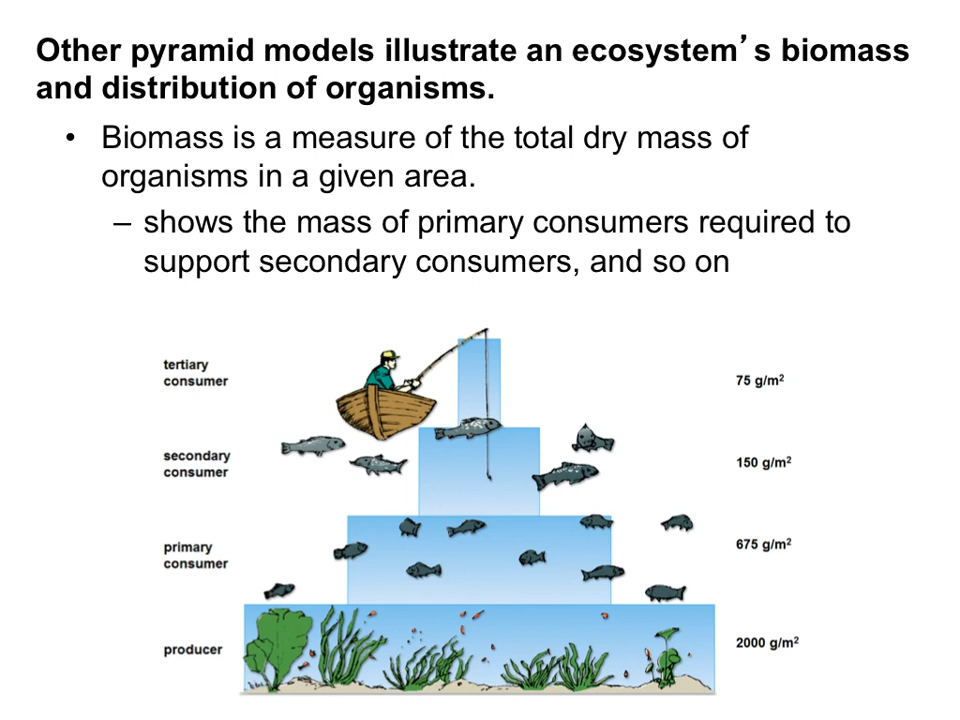 Other pyramid models illustrate an ecosystem’s biomass
and distribution of organisms.
• Biomass is a measure of the total dry mass of
organisms in a given area.
– shows the mass of primary consumers required to
support secondary consumers, and so on
tertiary
consumer
75 g/m²
secondary
consumer
150 g/m²
primary
consumer
675 g/m²
producer
2000 g/m²